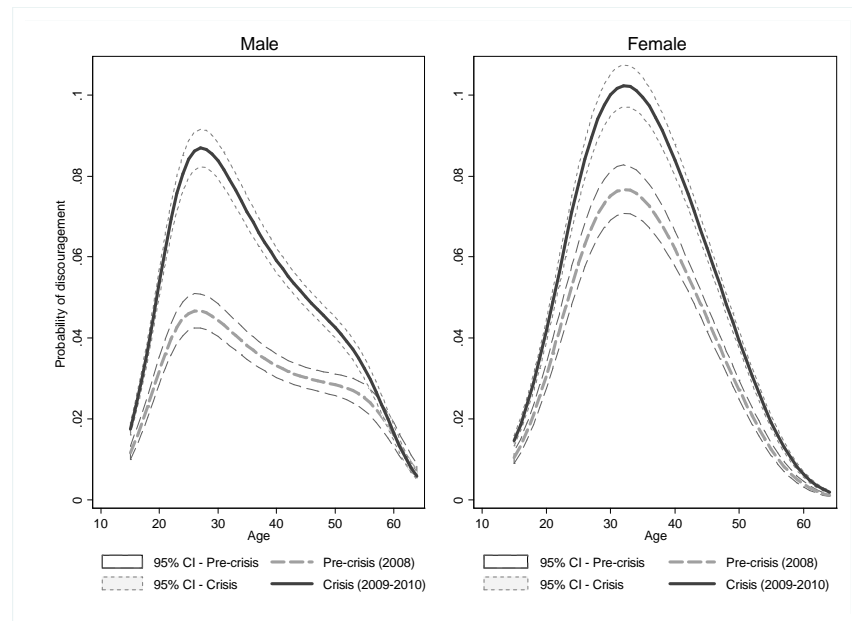 Male
Female
Probability of discouragement
.1
.08
.06
.04
.02
0
10 20 30 40 50 60
Age
.1
.08
.06
.04
.02
0
10 20 30 40 50 60
Age
95% CI - Pre-crisis Pre-crisis (2008)
95% CI - Crisis Crisis (2009-2010)
95% CI - Pre-crisis Pre-crisis (2008)
95% CI - Crisis Crisis (2009-2010)